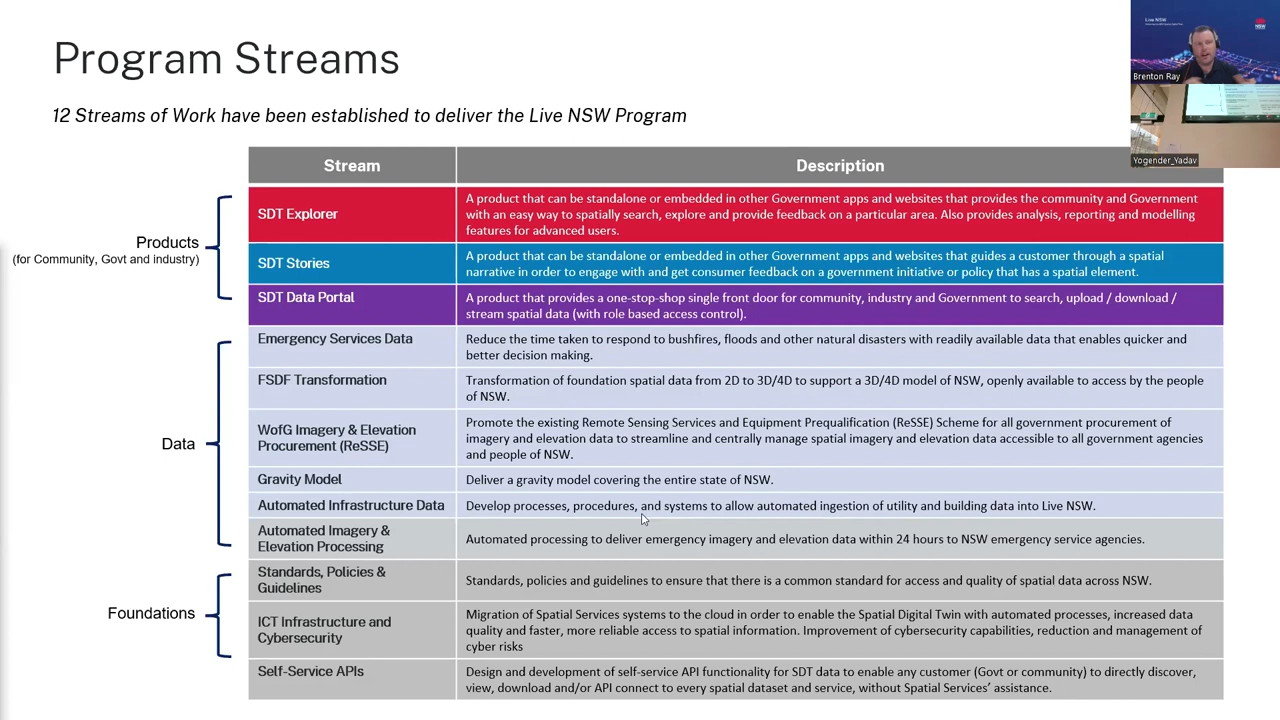 Program Streams
12 Streams of Work have been established to deliver the Live NSW Program
Live NSW
NSW
Brenton Ray
Yogender_Yadav
Stream
Description
Products
(for Community, Govt and industry)
SDT Explorer
A product that can be standalone or embedded in other Government apps and websites that provides the community and Government
with an easy way to spatially search, explore and provide feedback on a particular area. Also provides analysis, reporting and modelling
features for advanced users.
SDT Stories
A product that can be standalone or embedded in other Government apps and websites that guides a customer through a spatial
narrative in order to engage with and get consumer feedback on a government initiative or policy that has a spatial element.
SDT Data Portal
A product that provides a one-stop-shop single front door for community, industry and Government to search, upload / download /
stream spatial data (with role based access control).
Data
Emergency Services Data
Reduce the time taken to respond to bushfires, floods and other natural disasters with readily available data that enables quicker and
better decision making.
FSDF Transformation
Transformation of foundation spatial data from 2D to 3D/4D to support a 3D/4D model of NSW, openly available to access by the people
of NSW.
WofG Imagery & Elevation
Procurement (ReSSE)
Promote the existing Remote Sensing Services and Equipment Prequalification (ReSSE) Scheme for all government procurement of
imagery and elevation data to streamline and centrally manage spatial imagery and elevation data accessible to all government agencies
and people of NSW.
Gravity Model
Deliver a gravity model covering the entire state of NSW.
Automated Infrastructure Data
Develop processes, procedures, and systems to allow automated ingestion of utility and building data into Live NSW.
Automated Imagery &
Elevation Processing
Automated processing to deliver emergency imagery and elevation data within 24 hours to NSW emergency service agencies.
Foundations
Standards, Policies &
Guidelines
Standards, policies and guidelines to ensure that there is a common standard for access and quality of spatial data across NSW.
ICT Infrastructure and
Cybersecurity
Migration of Spatial Services systems to the cloud in order to enable the Spatial Digital Twin with automated processes, increased data
quality and faster, more reliable access to spatial information. Improvement of cybersecurity capabilities, reduction and management of
cyber risks
Self-Service APIs
Design and development of self-service API functionality for SDT data to enable any customer (Govt or community) to directly discover,
view, download and/or API connect to every spatial dataset and service, without Spatial Services’ assistance.